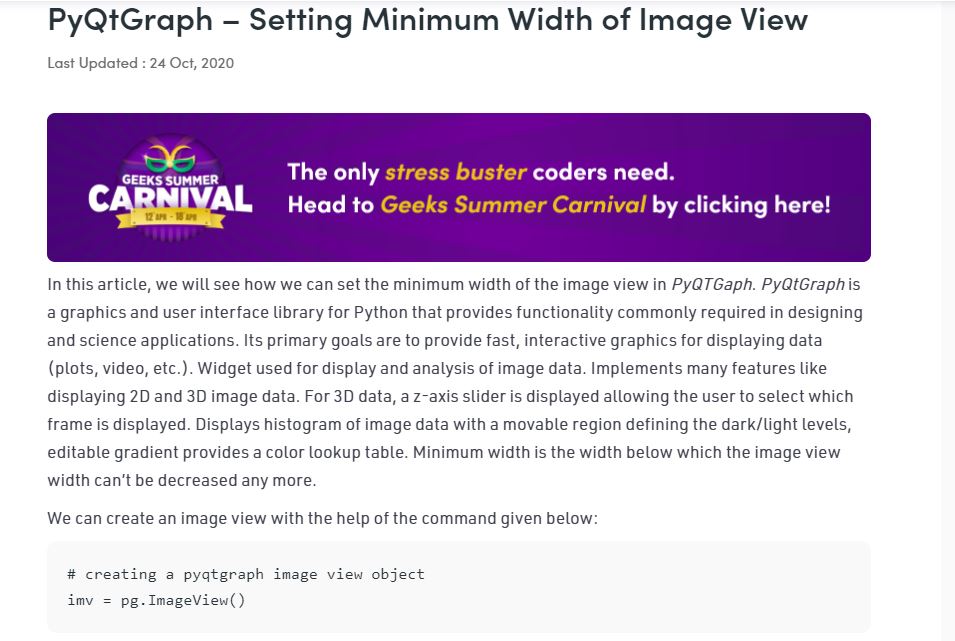 PyQtGraph – Setting Minimum Width of Image View
Last Updated : 24 Oct, 2020
GEEKS SUMMER
CARNIVAL
12 APR - 18 APR
The only stress buster coders need.
Head to Geeks Summer Carnival by clicking here!
In this article, we will see how we can set the minimum width of the image view in PyQTGaph. PyQtGraph is
a graphics and user interface library for Python that provides functionality commonly required in designing
and science applications. Its primary goals are to provide fast, interactive graphics for displaying data
(plots, video, etc.). Widget used for display and analysis of image data. Implements many features like
displaying 2D and 3D image data. For 3D data, a z-axis slider is displayed allowing the user to select which
frame is displayed. Displays histogram of image data with a movable region defining the dark/light levels,
editable gradient provides a color lookup table. Minimum width is the width below which the image view
width can’t be decreased any more.
We can create an image view with the help of the command given below:
# creating a pyqtgraph image view object
imv = pg.ImageView()